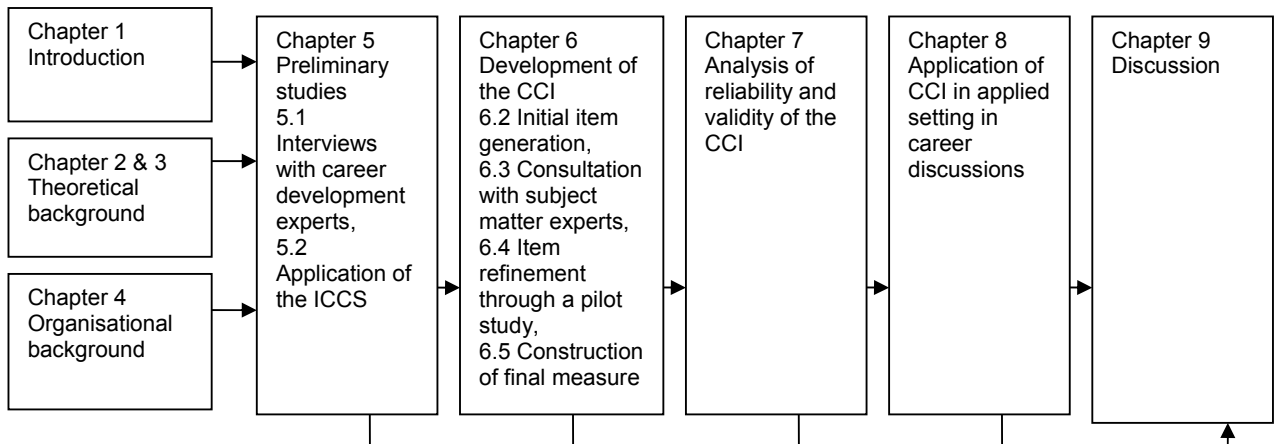 Chapter 1
Introduction
Chapter 2 & 3
Theoretical
background
Chapter 4
Organisational
background
Chapter 5
Preliminary
studies
5.1
Interviews
with career
development
experts,
5.2
Application of
the ICCS
Chapter 6
Development of
the CCI
6.2 Initial item
generation,
6.3 Consultation
with subject
matter experts,
6.4 Item
refinement
through a pilot
study,
6.5 Construction
of final measure
Chapter 7
Analysis of
reliability and
validity of the
CCI
Chapter 8
Application of
CCI in applied
setting in
career
discussions
Chapter 9
Discussion